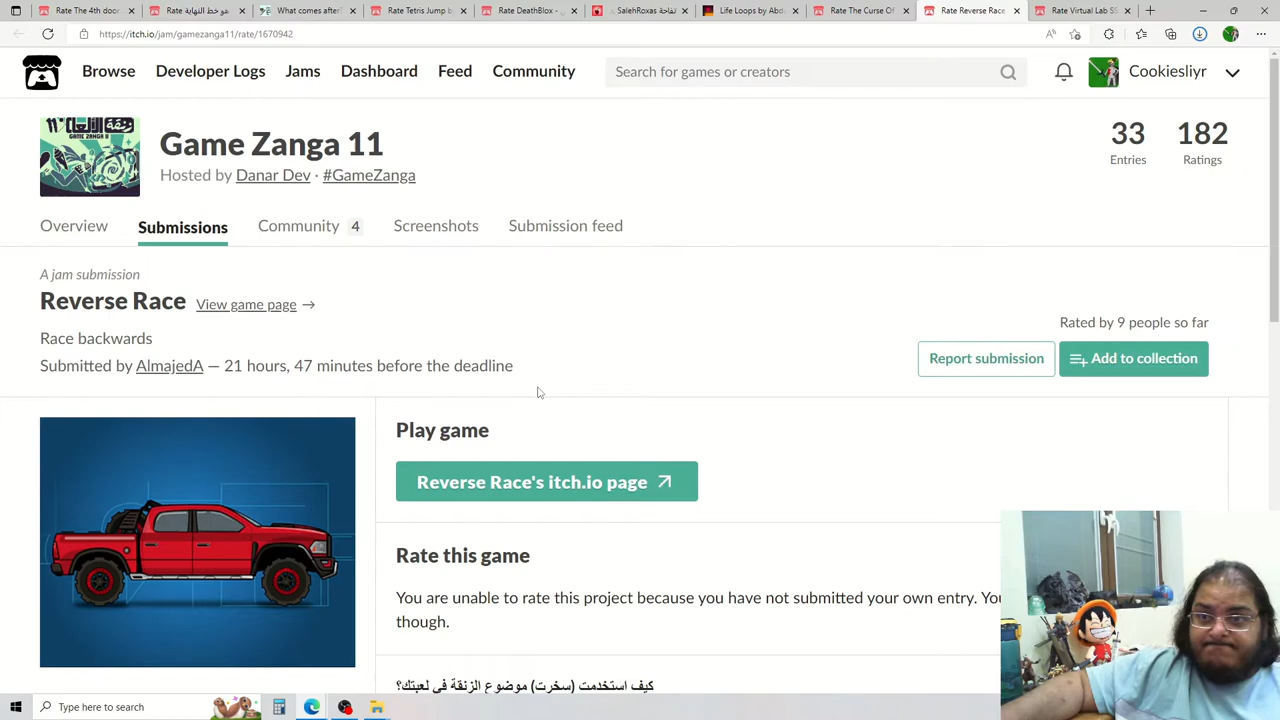 Rate The 4th door
Rate هو خط النهاية
What comes after
Rate Tetris Jump b
Rate DeathBlox -
تفاحة SalehRoxas
Life Loops by Abd
Rate The Curse Of
Rate Reverse Race
Rate Virtual Lab S
https://itch.io/jam/gamezanga11/rate/1670942
Browse Developer Logs Jams Dashboard Feed Community Search for games or creators Cookiesliyr
Game Zanga 11
33 182
Entries Ratings
Hosted by Danar Dev · #GameZanga
Overview Submissions Community 4 Screenshots Submission feed
A jam submission
Reverse Race View game page →
Rated by 9 people so far
Race backwards
Report submission Add to collection
Submitted by AlmajedA — 21 hours, 47 minutes before the deadline
Play game
Reverse Race's itch.io page
Rate this game
You are unable to rate this project because you have not submitted your own entry. You
though.
كيف استخدمت (سخرت) موضوع الزنقة في لعبتك؟
Type here to search